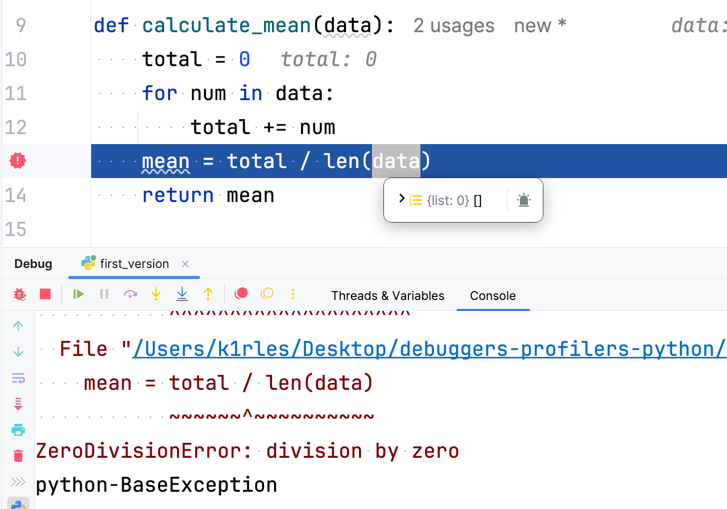 9 def calculate_mean(data): 2 usages new * data:
10 total = 0 total: 0
11 for num in data:
12 total += num
mean = total / len(data)
{list: 0} []
14 return mean
15
Debug first_version ×
Threads & Variables Console
^^^^^^^^^^^^^^^^^^^^
File "/Users/k1rles/Desktop/debuggers-profilers-python/
mean = total / len(data)
~~~~~~^~~~~~~~~~~
ZeroDivisionError: division by zero
python-BaseException